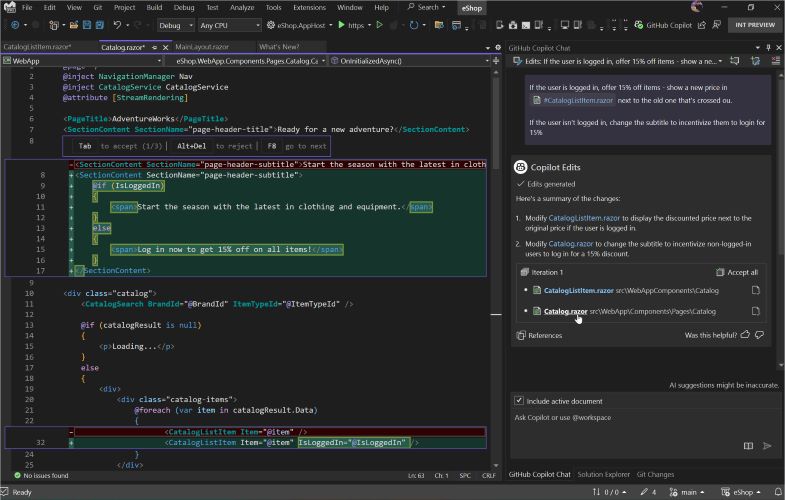 File Edit View Git Project Build Debug Test Analyze Tools Extensions Window Help Search eShop
Debug Any CPU eShop.AppHost https GitHub Copilot INT PREVIEW
CatalogListItem.razor* Catalog.razor* MainLayout.razor What's New?
WebApp eShop.WebApp.Components.Pages.Catalog.Ca OnInitializedAsync()
2 @inject NavigationManager Nav
3 @inject CatalogService CatalogService
4 @attribute [StreamRendering]
5
6 <PageTitle>AdventureWorks</PageTitle>
7 <SectionContent SectionName="page-header-title">Ready for a new adventure?</SectionContent>
8
Tab to accept (1/3) | Alt+Del to reject | F8 go to next
- <SectionContent SectionName="page-header-subtitle">Start the season with the latest in cloth
8 + <SectionContent SectionName="page-header-subtitle">
9 + @if (IsLoggedIn)
10 + {
11 + <span>Start the season with the latest in clothing and equipment.</span>
12 + }
13 + else
14 + {
15 + <span>Log in now to get 15% off on all items!</span>
16 + }
17 + </SectionContent>
9
10 <div class="catalog">
11 <CatalogSearch BrandId="@BrandId" ItemTypeId="@ItemTypeId" />
12
13 @if (catalogResult is null)
14 {
15 <p>Loading...</p>
16 }
17 else
18 {
19 <div>
20 <div class="catalog-items">
21 @foreach (var item in catalogResult.Data)
22 {
- <CatalogListItem Item="@item" />
32 + <CatalogListItem Item="@item" IsLoggedIn="@IsLoggedIn" />
24 }
25 </div>
No issues found Ln: 63 Ch: 1 SPC CRLF
GitHub Copilot Chat
Edits: If the user is logged in, offer 15% off items - show a ne...
If the user is logged in, offer 15% off items - show a new price in
#CatalogListItem.razor next to the old one that's crossed ou.
If the user isn't logged in, change the subtitle to incentivize them to login for
15%
Copilot Edits
Edits generated
Here's a summary of the changes:
1. Modify CatalogListItem.razor to display the discounted price next to the
original price if the user is logged in.
2. Modify Catalog.razor to change the subtitle to incentivize non-logged-in
users to log in for a 15% discount.
Iteration 1 Accept all
CatalogListItem.razor src\WebAppComponents\Catalog
Catalog.razor src\WebApp\Components\Pages\Catalog
References Was this helpful?
AI suggestions might be inaccurate.
Include active document
Ask Copilot or use @workspace
GitHub Copilot Chat Solution Explorer Git Changes
Ready 0 / 0 4 main eShop